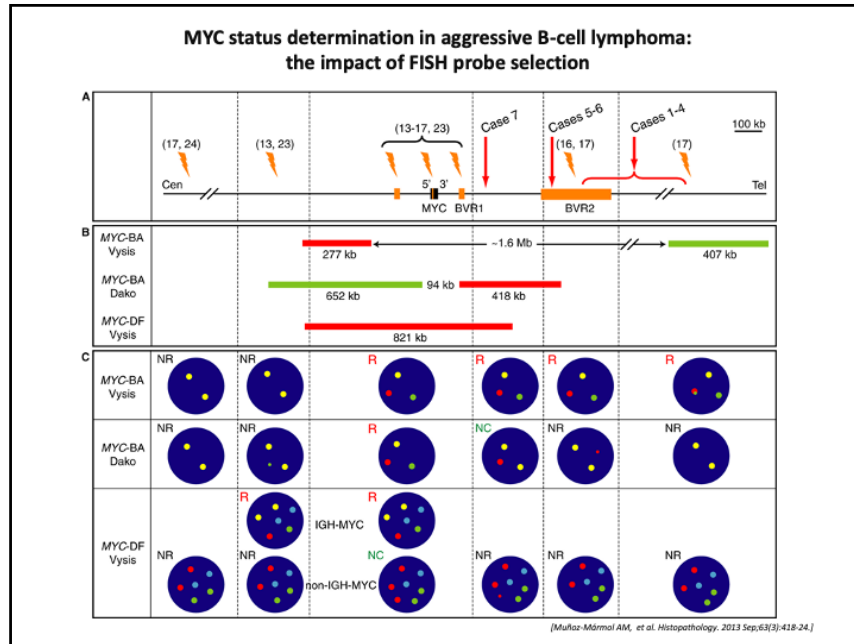 MYC status determination in aggressive B-cell lymphoma:
the impact of FISH probe selection
A
(17, 24)
(13, 23)
(13-17, 23)
Case 7
Cases 5-6
(16, 17)
Cases 1-4
(17)
100 kb
Cen
5' 3'
MYC
BVR1
BVR2
Tel
B
MYC-BA
Vysis
277 kb
~1.6 Mb
407 kb
MYC-BA
Dako
652 kb
94 kb
418 kb
MYC-DF
Vysis
821 kb
C
MYC-BA
Vysis
NR
NR
R
R
R
R
MYC-BA
Dako
NR
NR
R
NC
NR
NR
MYC-DF
Vysis
R
IGH-MYC
R
NR
NR
non-IGH-MYC
NC
NR
NR
NR
[Muñoz-Mármol AM, et al. Histopathology. 2013 Sep;63(3):418-24.]